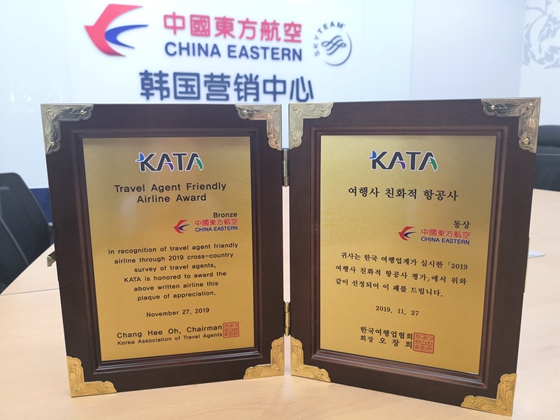 中國東方航空
CHINA EASTERN
SKYTEAM
韩国营销中心
KATA
Travel Agent Friendly
Airline Award
Bronze
中國東方航空
CHINA EASTERN
In recognition of travel agent friendly
airline through 2019 cross-country
survey of travel agents,
KATA is honored to award the
above written airline this
plaque of appreciation.
November 27, 2019
Chang Hee Oh, Chairman
Korea Association of Travel Agents
KATA
여행사 친화적 항공사
동상
中國東方航空
CHINA EASTERN
귀사는 한국 여행업계가 실시한 「2019
여행사 친화적 항공사 평가」에서 위와
같이 선정되어 이 패를 드립니다.
2019. 11. 27
한국여행업협회
회장 오 창 희